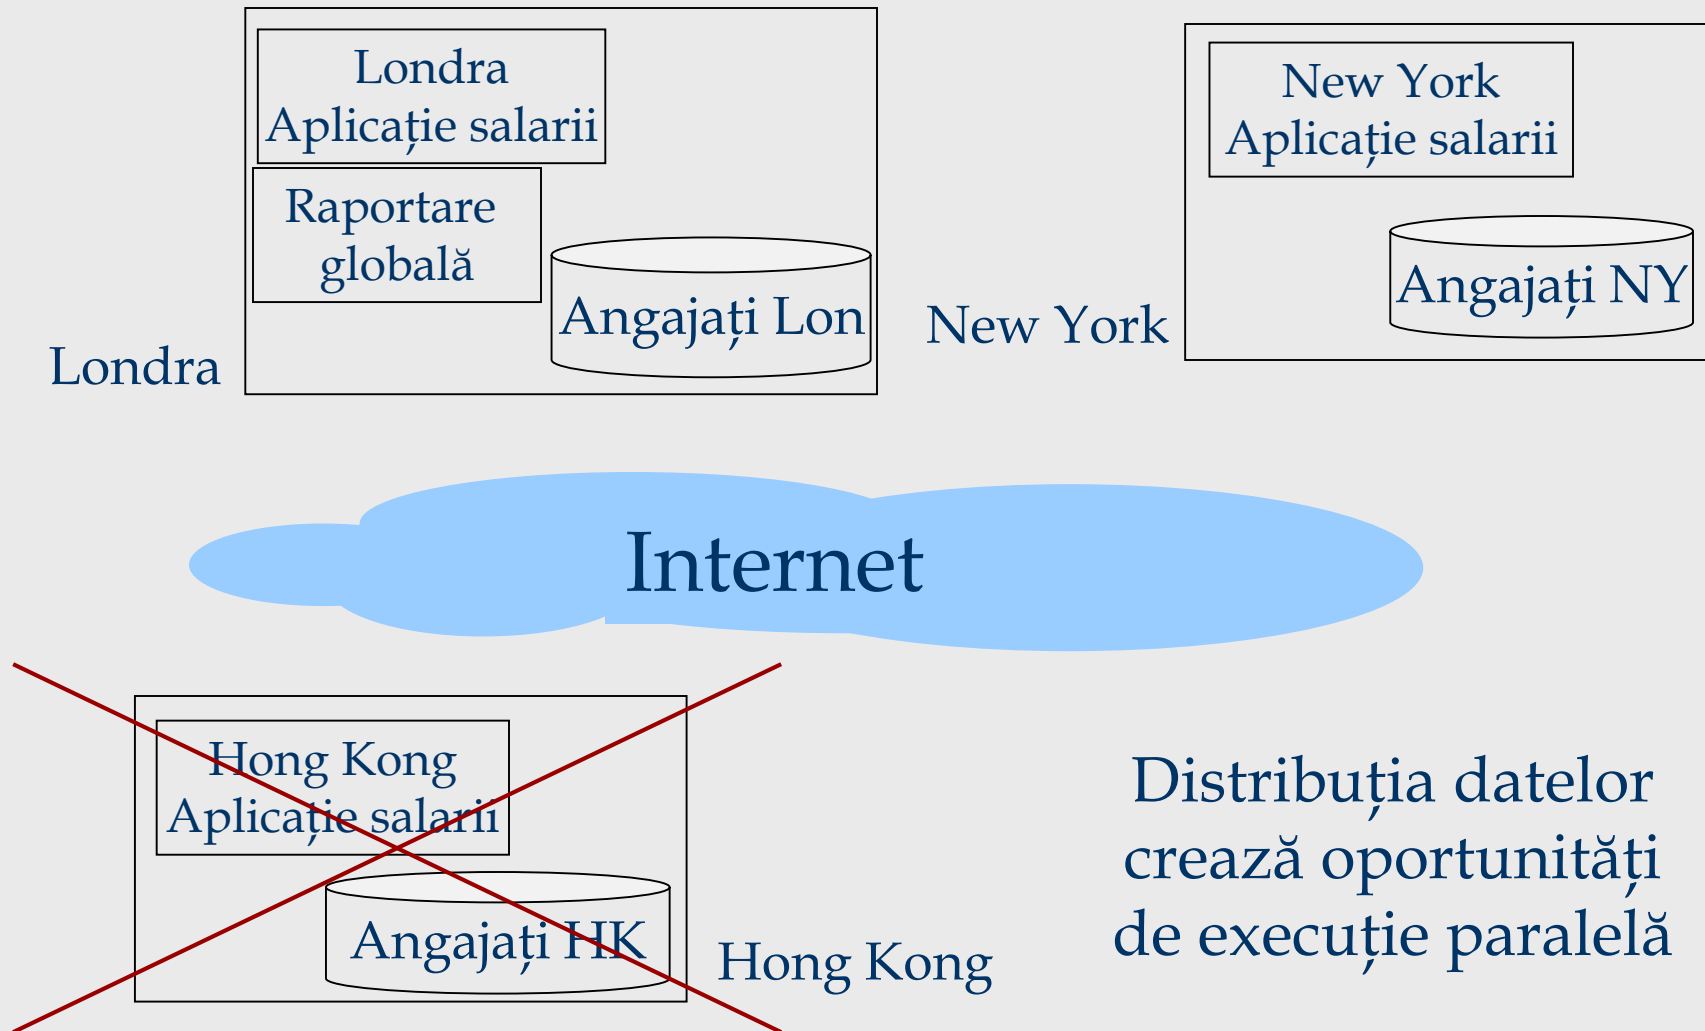 Londra
Aplicație salarii
Raportare
globală
Angajați Lon
Londra
New York
Aplicație salarii
Angajați NY
New York
Internet
Hong Kong
Aplicație salarii
Angajați HK
Hong Kong
Distribuția datelor
crează oportunități
de execuție paralelă